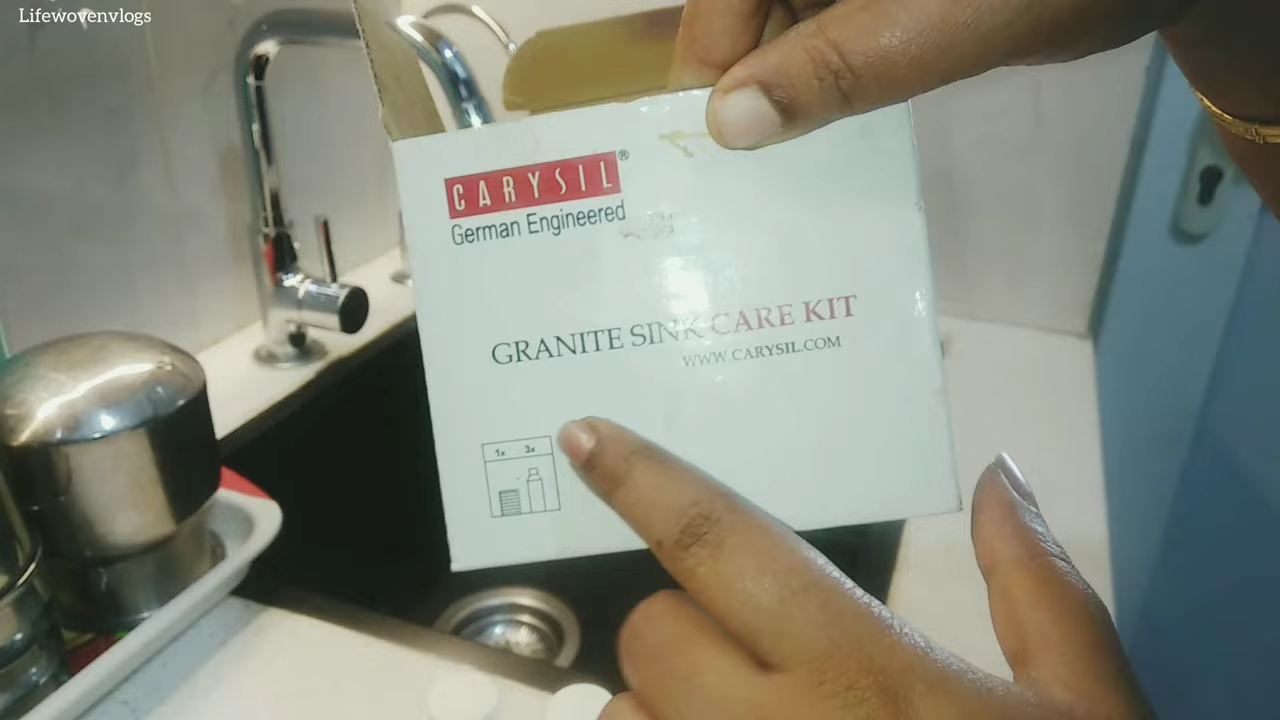 Lifewovenvlogs
CARYSIL®
German Engineered
GRANITE SINK CARE KIT
WWW.CARYSIL.COM
1x 3x